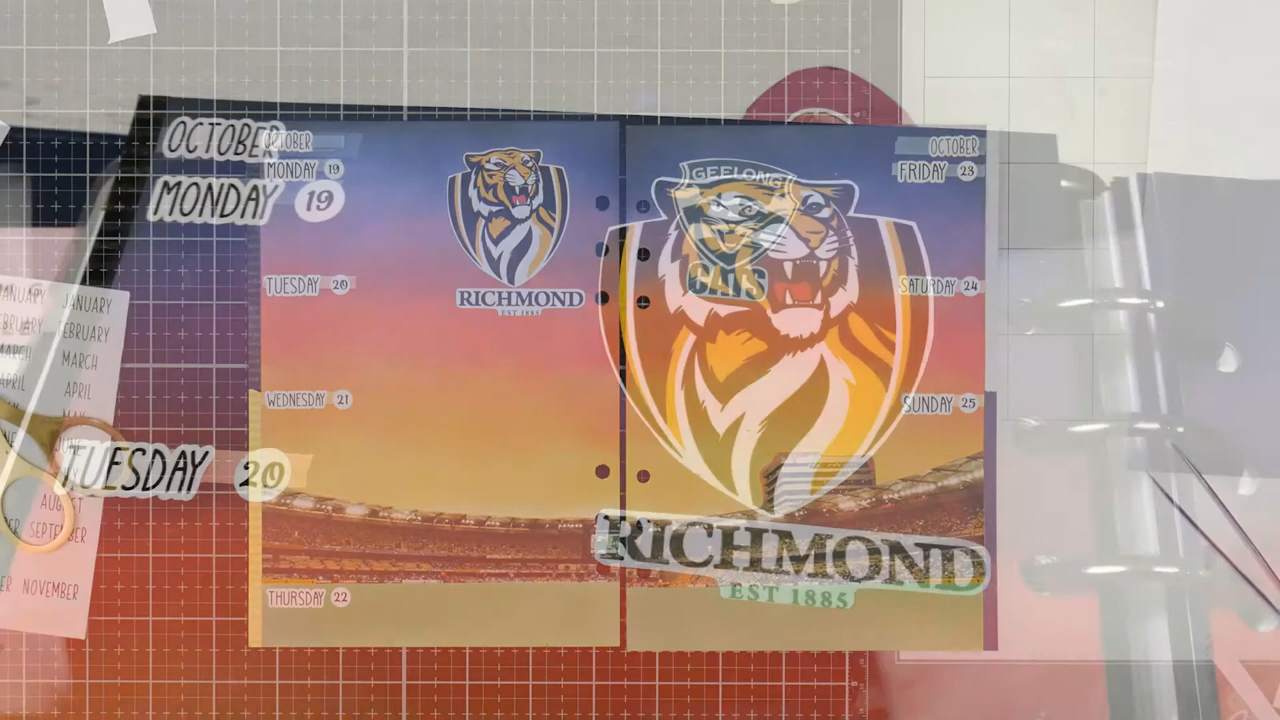 OCTOBER
MONDAY 19
TUESDAY 20
OCTOBER
MONDAY 19
TUESDAY 20
WEDNESDAY 21
THURSDAY 22
RICHMOND
EST 1885
GEELONG
CATS
RICHMOND
EST 1885
OCTOBER
FRIDAY 23
SATURDAY 24
SUNDAY 25
JANUARY JANUARY
FEBRUARY FEBRUARY
MARCH MARCH
APRIL APRIL
JUNE
AUGUST
SEPTEMBER
NOVEMBER